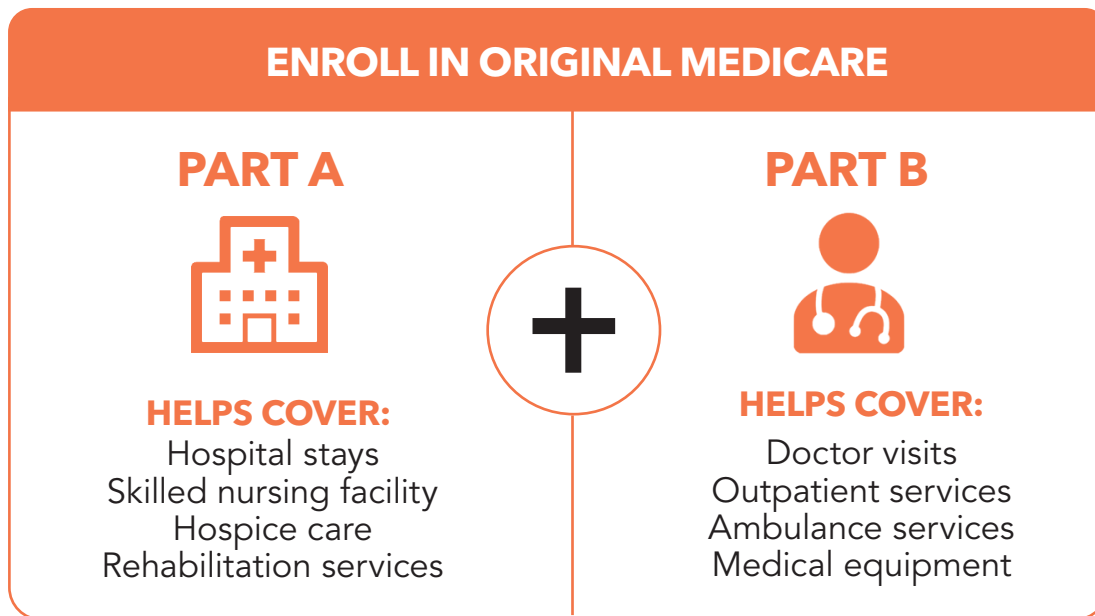 ENROLL IN ORIGINAL MEDICARE
PART A
HELPS COVER:
Hospital stays
Skilled nursing facility
Hospice care
Rehabilitation services
PART B
HELPS COVER:
Doctor visits
Outpatient services
Ambulance services
Medical equipment